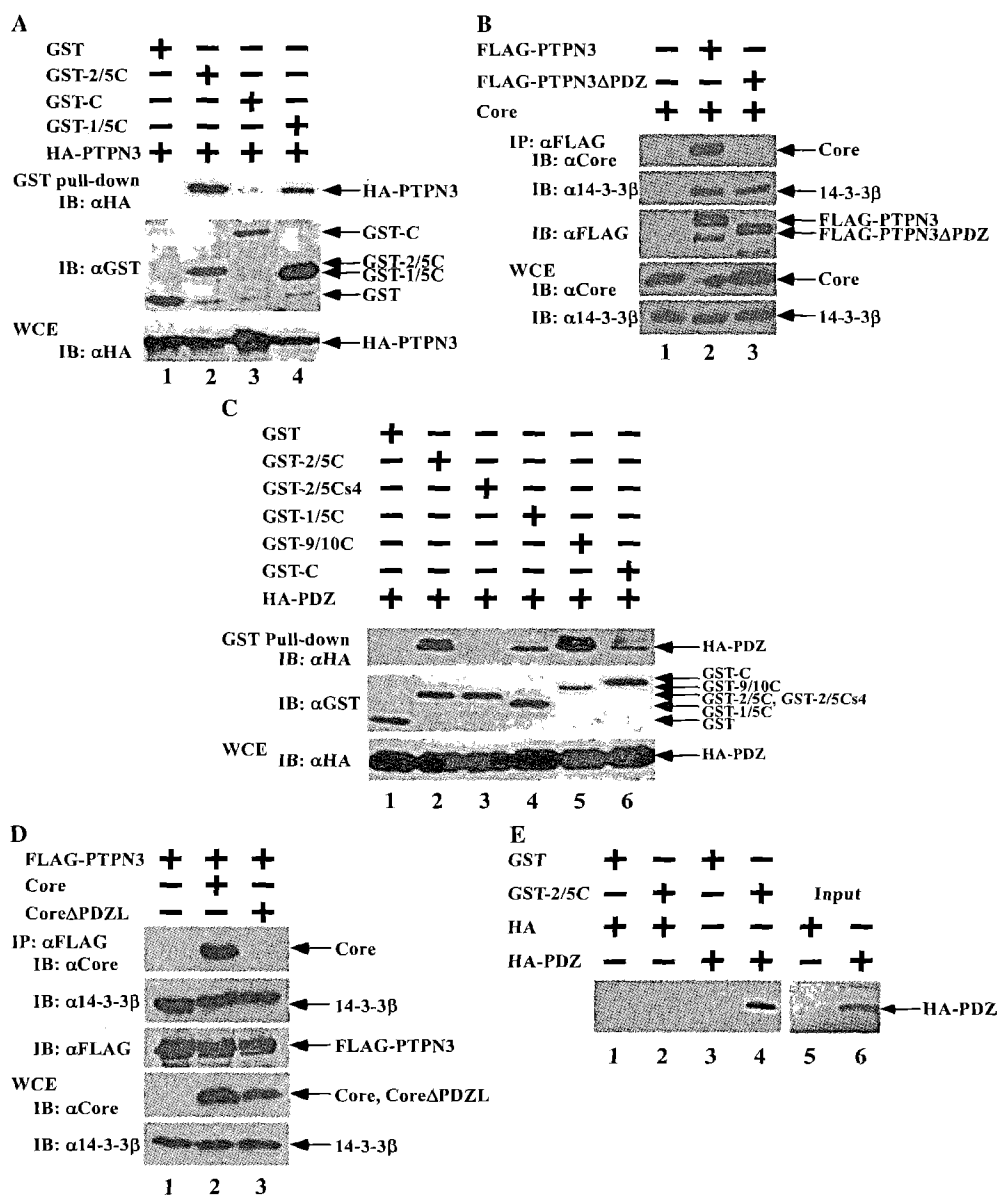 A
GST + – – –
GST-2/5C – + – –
GST-C – – + –
GST-1/5C – – – +
HA-PTPN3 + + + +
GST pull-down
IB: αHA
HA-PTPN3
IB: αGST
GST-C
GST-2/5C
GST-1/5C
GST
WCE
IB: αHA
HA-PTPN3
1 2 3 4
B
FLAG-PTPN3 – + –
FLAG-PTPN3ΔPDZ – – +
Core + + +
IP: αFLAG
IB: αCore
Core
IB: α14-3-3β
14-3-3β
IB: αFLAG
FLAG-PTPN3
FLAG-PTPN3ΔPDZ
WCE
IB: αCore
Core
IB: α14-3-3β
14-3-3β
1 2 3
C
GST + – – – – –
GST-2/5C – + – – – –
GST-2/5Cs4 – – + – – –
GST-1/5C – – – + – –
GST-9/10C – – – – + –
GST-C – – – – – +
HA-PDZ + + + + + +
GST Pull-down
IB: αHA
HA-PDZ
IB: αGST
GST-C
GST-9/10C
GST-2/5C, GST-2/5Cs4
GST-1/5C
GST
WCE
IB: αHA
HA-PDZ
1 2 3 4 5 6
D
FLAG-PTPN3 + + +
Core – + –
CoreΔPDZL – – +
IP: αFLAG
IB: αCore
Core
IB: α14-3-3β
14-3-3β
IB: αFLAG
FLAG-PTPN3
WCE
IB: αCore
Core, CoreΔPDZL
IB: α14-3-3β
14-3-3β
1 2 3
E
GST + – + –
GST-2/5C – + – + Input
HA + + – – + –
HA-PDZ – – + + – +
HA-PDZ
1 2 3 4 5 6